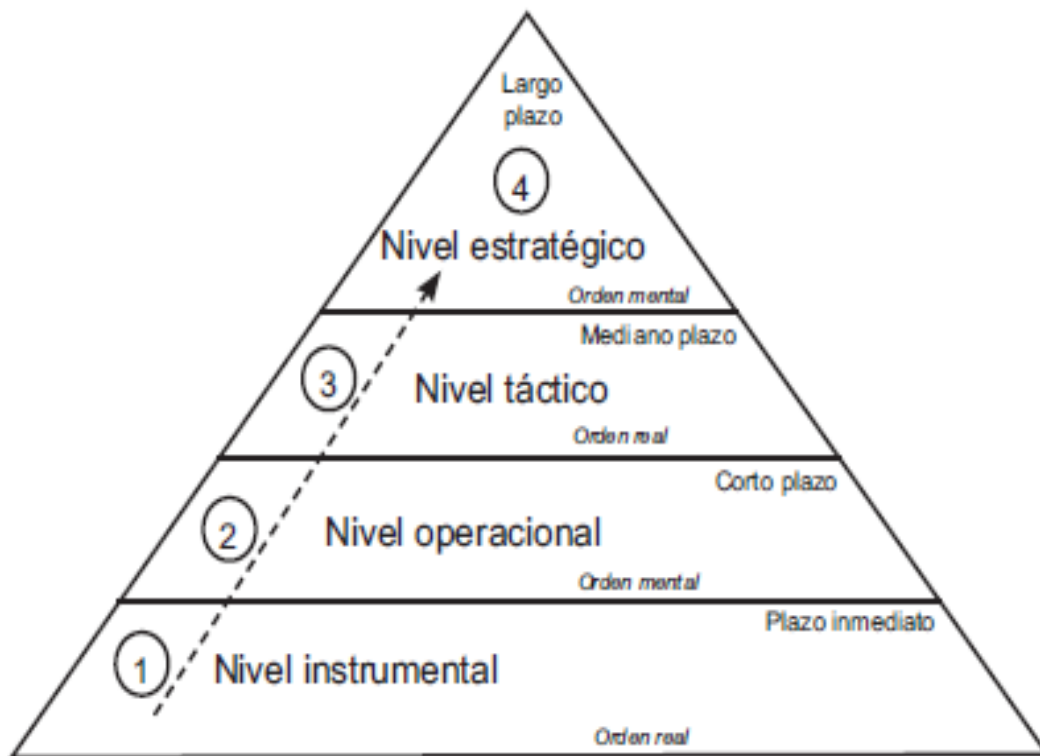 Largo
plazo
4
Nivel estratégico
Orden mental
Mediano plazo
3
Nivel táctico
Orden real
Corto plazo
2
Nivel operacional
Orden mental
Plazo inmediato
1
Nivel instrumental
Orden real